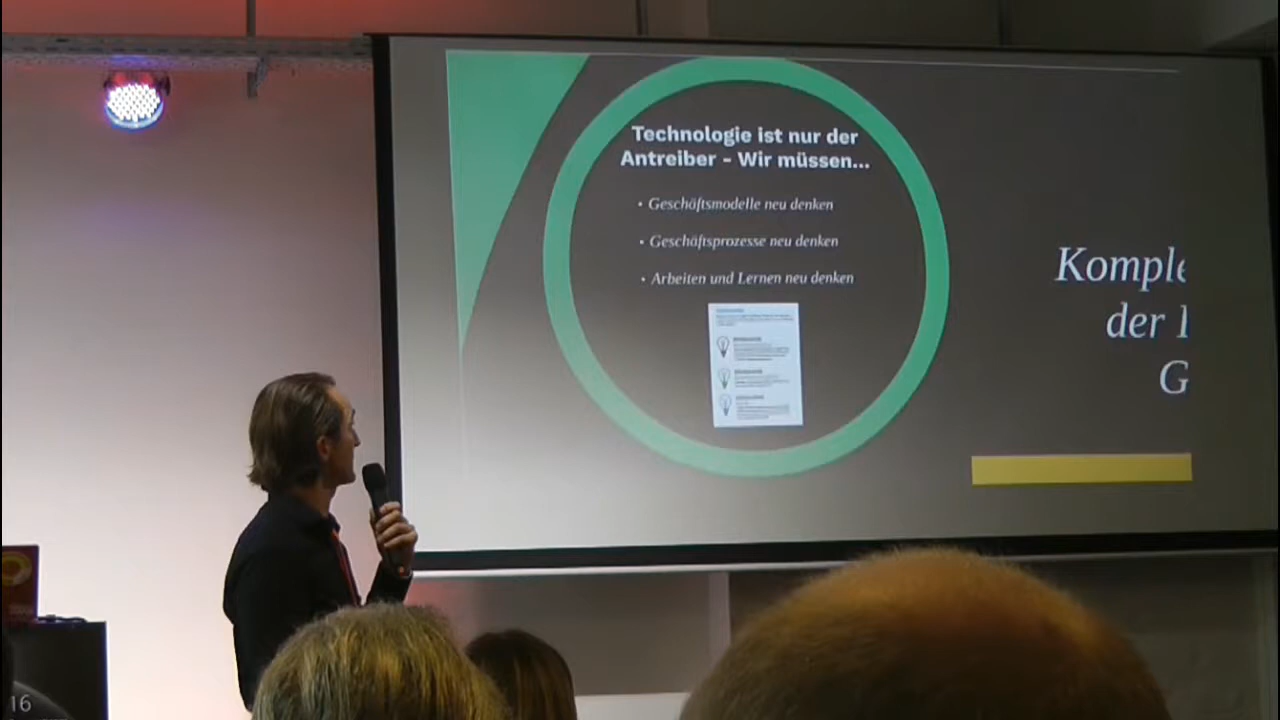 Technologie ist nur der
Antreiber - Wir müssen...
• Geschäftsmodelle neu denken
• Geschäftsprozesse neu denken
• Arbeiten und Lernen neu denken
Komple
der
G
16